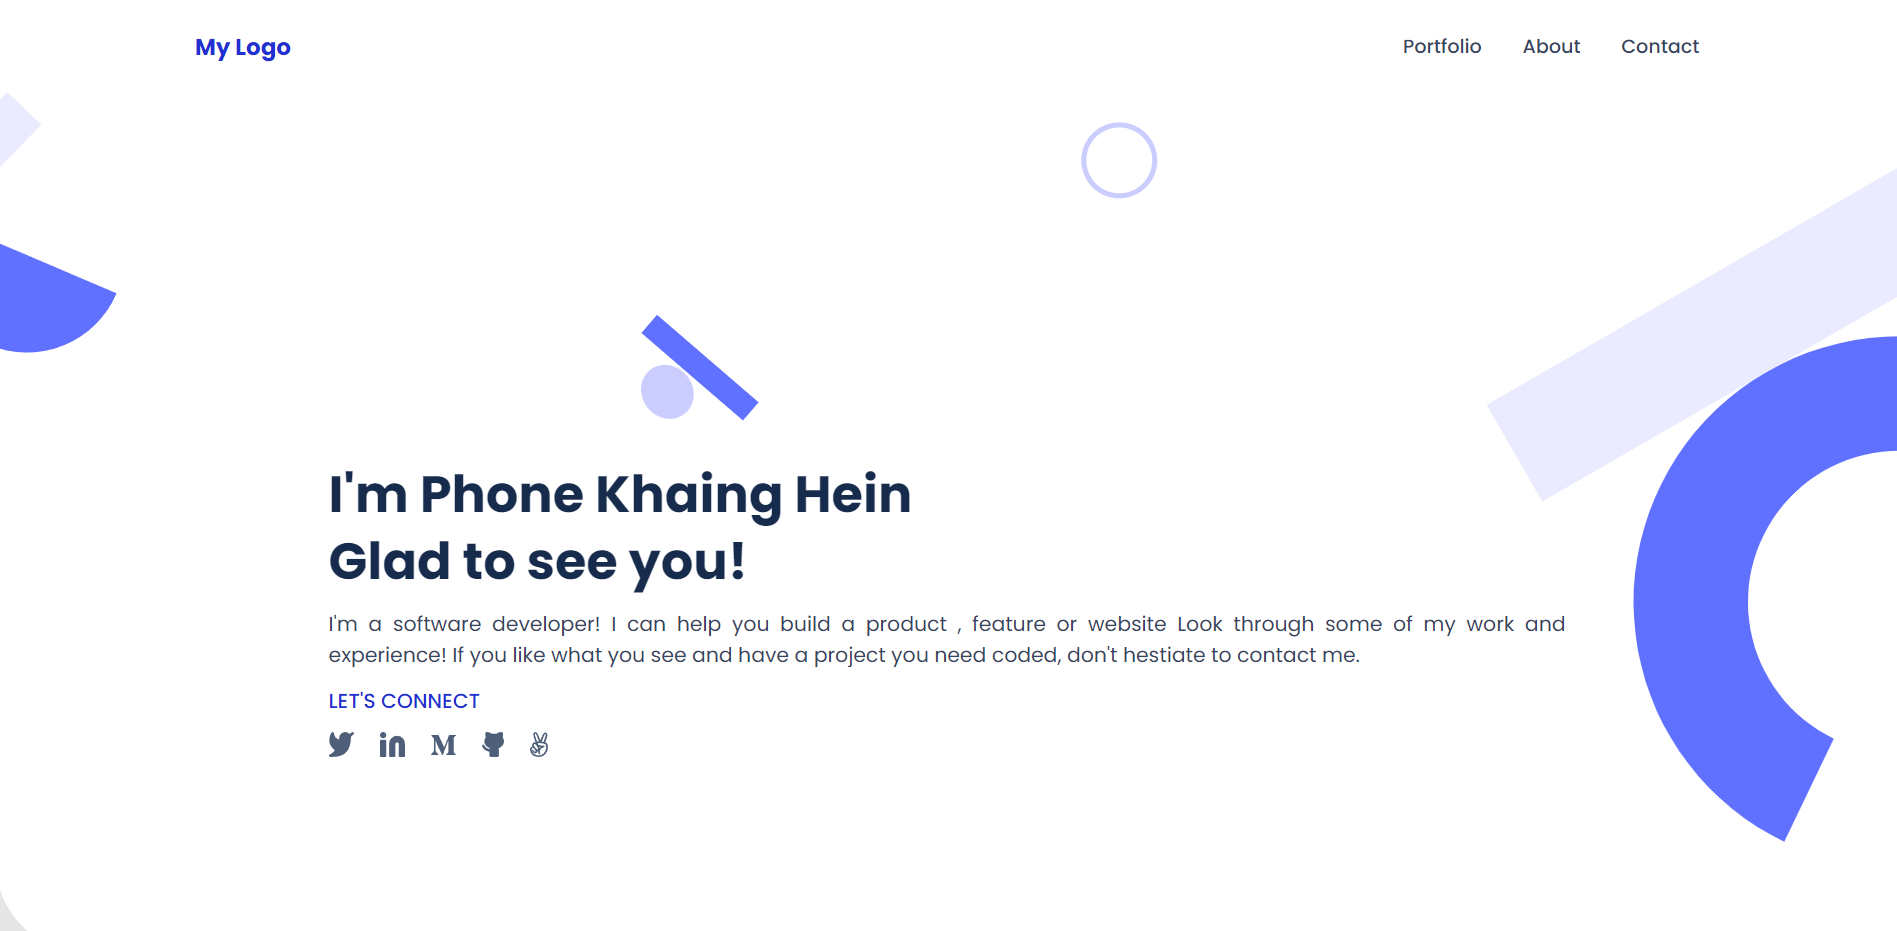 My Logo
Portfolio About Contact
I'm Phone Khaing Hein
Glad to see you!
I'm a software developer! I can help you build a product , feature or website Look through some of my work and
experience! If you like what you see and have a project you need coded, don't hestiate to contact me.
LET'S CONNECT